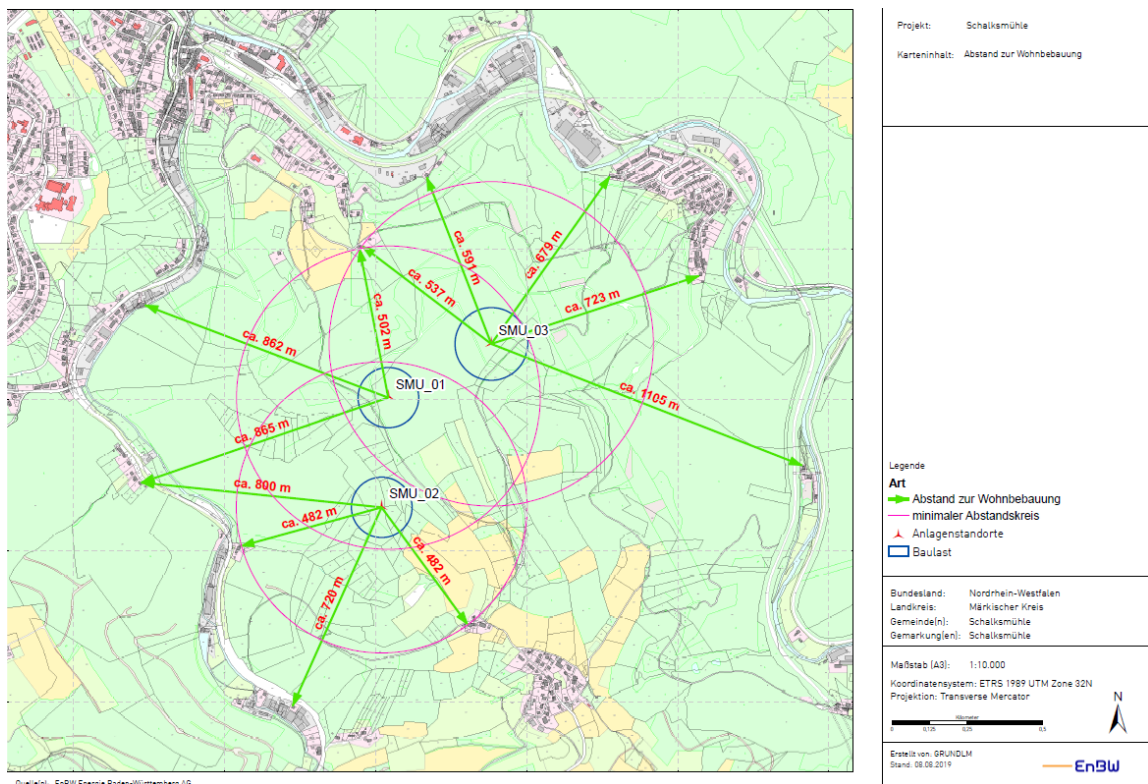 Projekt: Schalksmühle
Karteninhalt: Abstand zur Wohnbebauung
ca. 591 m
ca. 679 m
ca. 537 m
ca. 723 m
ca. 502 m
SMU_03
ca. 862 m
SMU_01
ca. 1105 m
ca. 865 m
ca. 800 m
SMU_02
ca. 482 m
ca. 482 m
ca. 720 m
Legende
Art
Abstand zur Wohnbebauung
minimaler Abstandskreis
Anlagenstandorte
Baulast
Bundesland: Nordrhein-Westfalen
Landkreis: Märkischer Kreis
Gemeinde(n): Schalksmühle
Gemarkung(en): Schalksmühle
Maßstab (A3): 1:10.000
Koordinatensystem: ETRS 1989 UTM Zone 32N
Projektion: Transverse Mercator
N
Kilometer
0 0,125 0,25 0,5
Erstellt von: GRUNDLM
Stand: 08.08.2019
EnBW
Quelle(n): EnBW Energie Baden-Württemberg AG